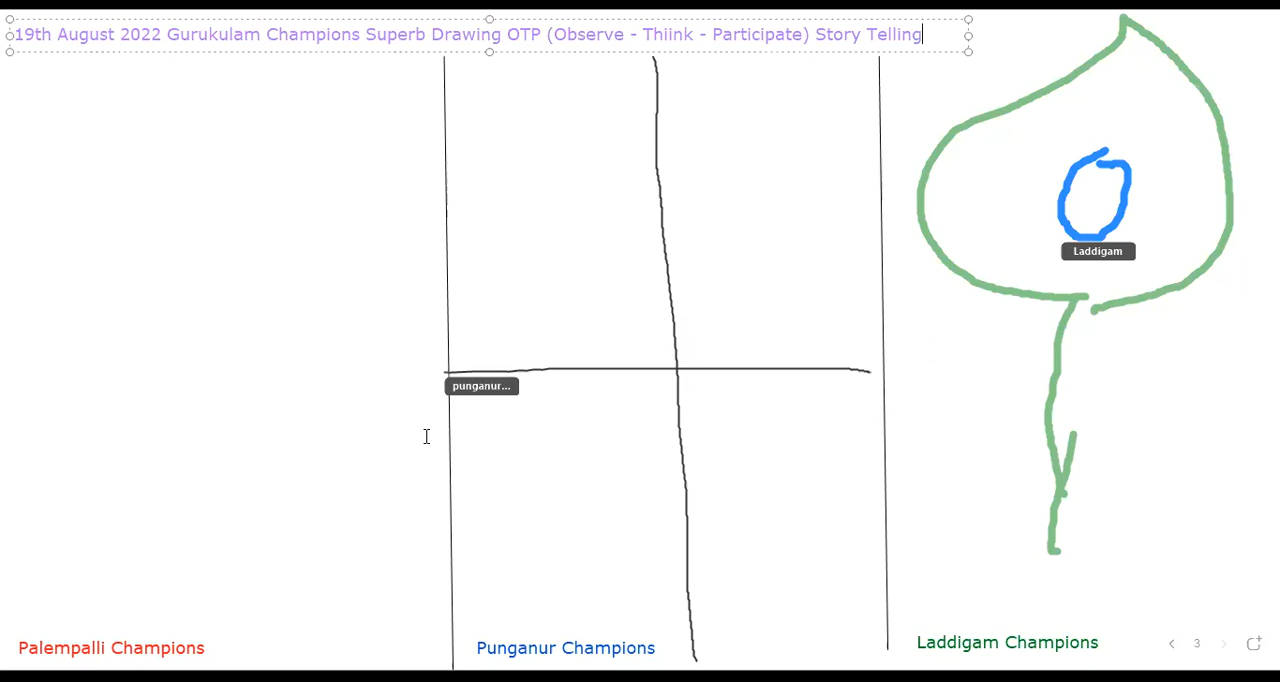 19th August 2022 Gurukulam Champions Superb Drawing OTP (Observe - Thiink - Participate) Story Telling
Laddigam
punganur...
Palempalli Champions
Punganur Champions
Laddigam Champions
3